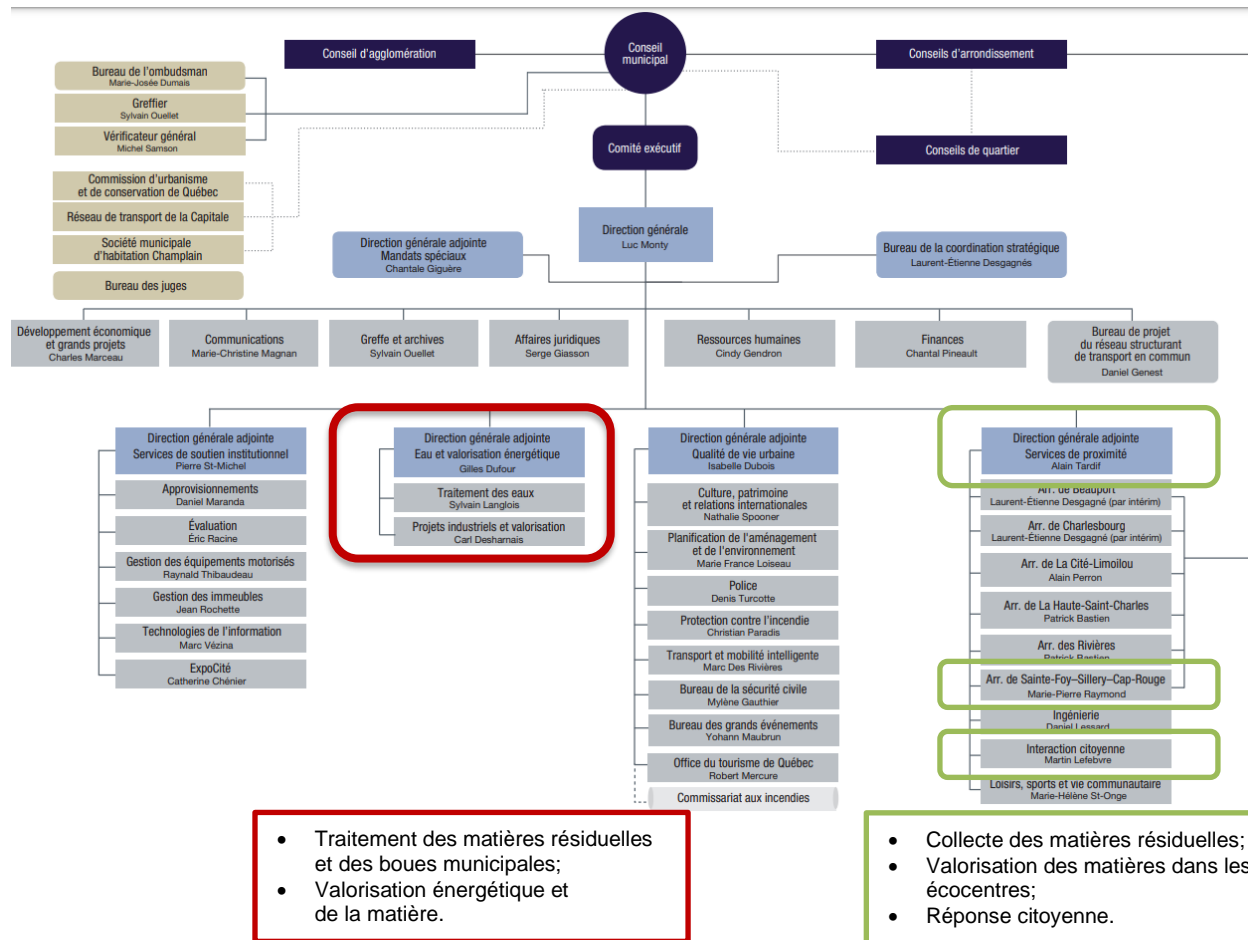 Conseil d'agglomération
Conseil
municipal
Conseils d'arrondissement
Bureau de l'ombudsman
Marie-Josée Dumais
Greffier
Sylvain Ouellet
Vérificateur général
Michel Samson
Comité exécutif
Conseils de quartier
Commission d'urbanisme
et de conservation de Québec
Réseau de transport de la Capitale
Société municipale
d'habitation Champlain
Bureau des juges
Direction générale
Luc Monty
Direction générale adjointe
Mandats spéciaux
Chantale Giguère
Bureau de la coordination stratégique
Laurent-Étienne Desgagnés
Développement économique
et grands projets
Charles Marceau
Communications
Marie-Christine Magnan
Greffe et archives
Sylvain Ouellet
Affaires juridiques
Serge Giasson
Ressources humaines
Cindy Gendron
Finances
Chantal Pineault
Bureau de projet
du réseau structurant
de transport en commun
Daniel Genest
Direction générale adjointe
Services de soutien institutionnel
Pierre St-Michel
Approvisionnements
Daniel Maranda
Évaluation
Éric Racine
Gestion des équipements motorisés
Raynald Thibaudeau
Gestion des immeubles
Jean Rochette
Technologies de l'information
Marc Vézina
ExpoCité
Catherine Chénier
Direction générale adjointe
Eau et valorisation énergétique
Gilles Dufour
Traitement des eaux
Sylvain Langlois
Projets industriels et valorisation
Carl Desharnais
Direction générale adjointe
Qualité de vie urbaine
Isabelle Dubois
Culture, patrimoine
et relations internationales
Nathalie Spooner
Planification de l'aménagement
et de l'environnement
Marie France Loiseau
Police
Denis Turcotte
Protection contre l'incendie
Christian Paradis
Transport et mobilité intelligente
Marc Des Rivières
Bureau de la sécurité civile
Mylène Gauthier
Bureau des grands événements
Yohann Maubrun
Office du tourisme de Québec
Robert Mercure
Commissariat aux incendies
Direction générale adjointe
Services de proximité
Alain Tardif
Arr. de Beauport
Laurent-Étienne Desgagné (par intérim)
Arr. de Charlesbourg
Laurent-Étienne Desgagné (par intérim)
Arr. de La Cité-Limoilou
Alain Perron
Arr. de La Haute-Saint-Charles
Patrick Bastien
Arr. des Rivières
Patrick Bastien
Arr. de Sainte-Foy–Sillery–Cap-Rouge
Marie-Pierre Raymond
Ingénierie
Daniel Lessard
Interaction citoyenne
Martin Lefebvre
Loisirs, sports et vie communautaire
Marie-Hélène St-Onge
• Traitement des matières résiduelles
et des boues municipales;
• Valorisation énergétique et
de la matière.
• Collecte des matières résiduelles;
• Valorisation des matières dans les
écocentres;
• Réponse citoyenne.